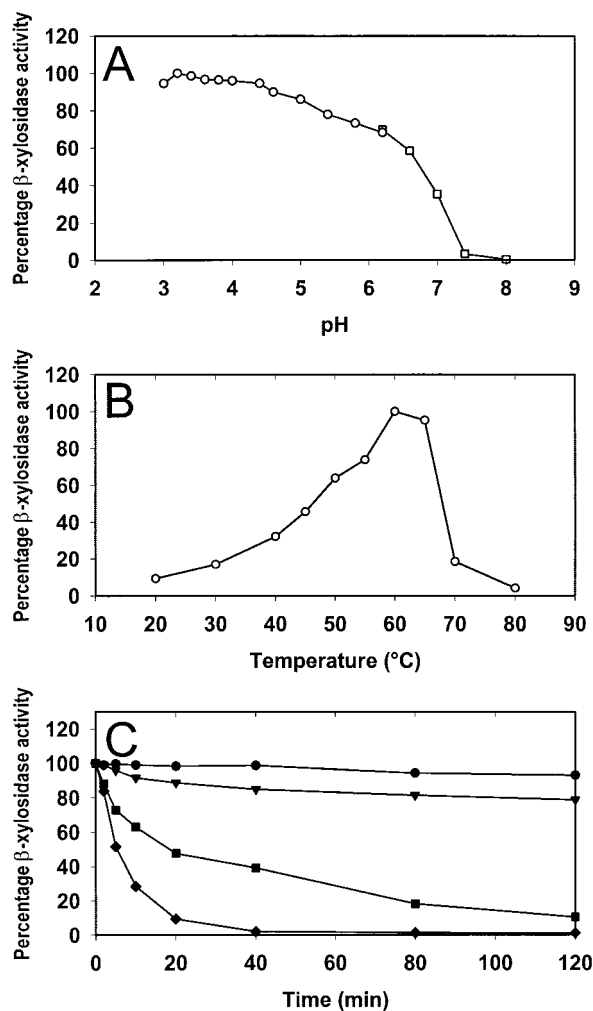 120
100
80
60
40
20
0
A
Percentage β-xylosidase activity
2 3 4 5 6 7 8 9
pH
120
100
80
60
40
20
0
B
Percentage β-xylosidase activity
10 20 30 40 50 60 70 80 90
Temperature (°C)
120
100
80
60
40
20
0
C
Percentage β-xylosidase activity
0 20 40 60 80 100 120
Time (min)